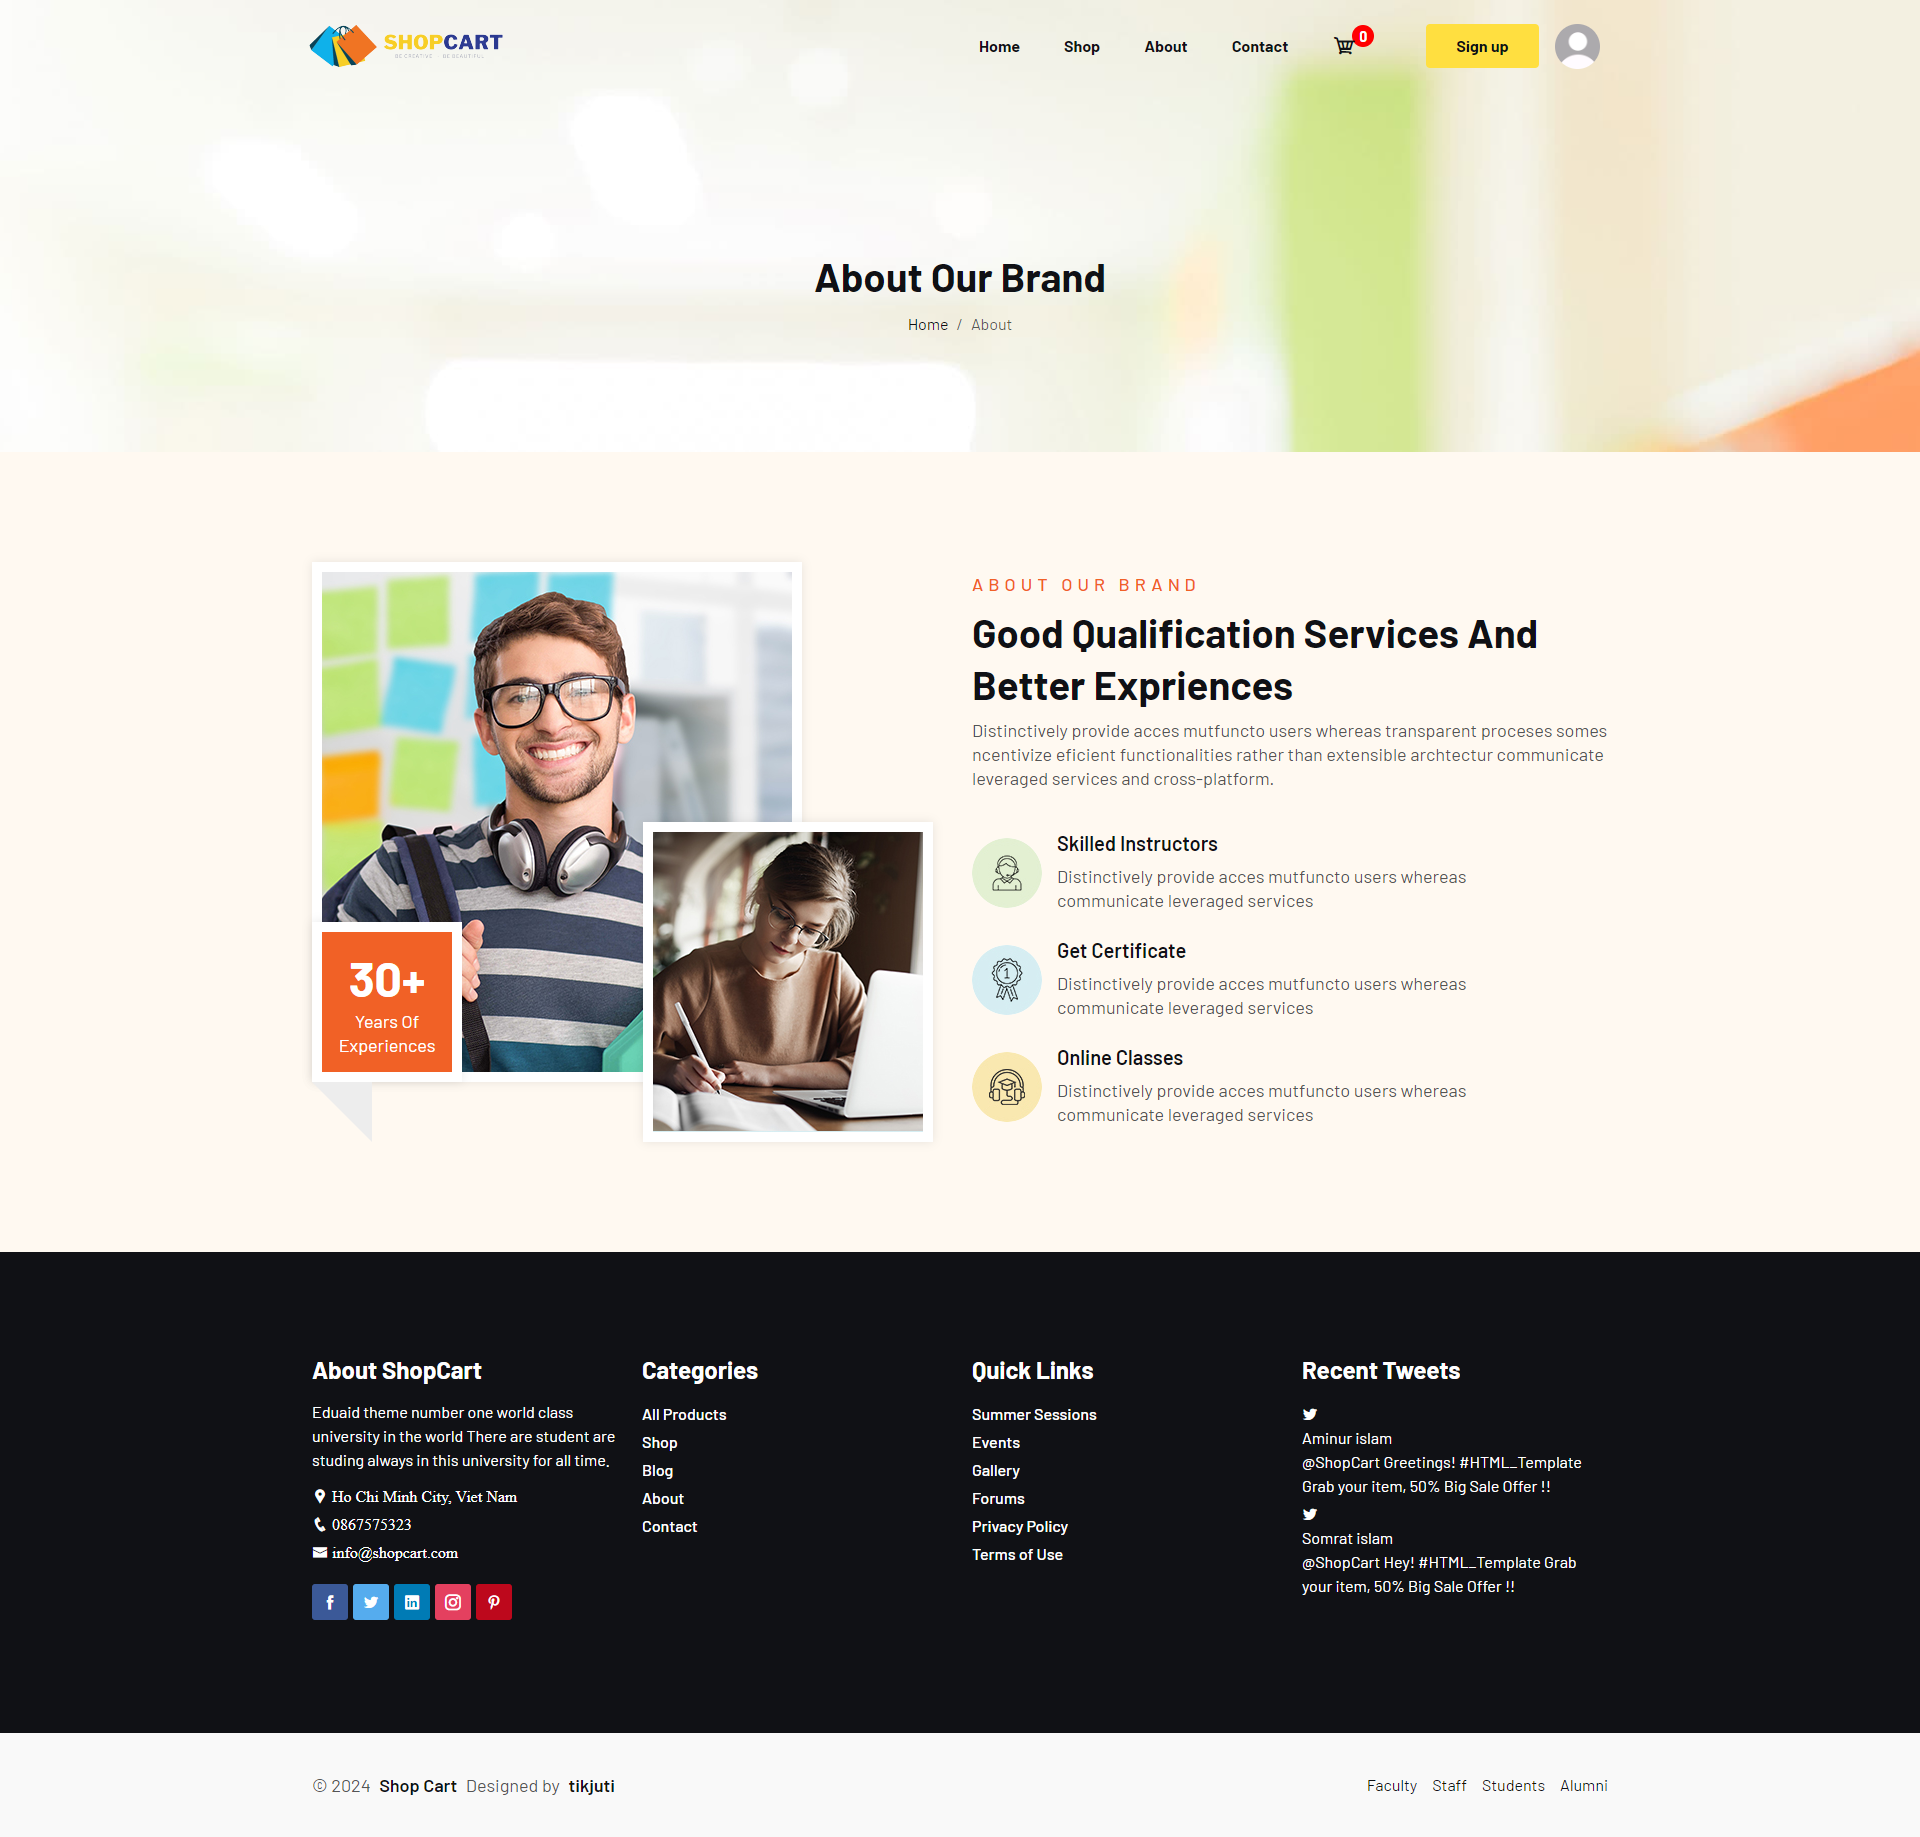 SHOPCART
BE CREATIVE BE BEAUTIFUL
Home
Shop
About
Contact
0
Sign up
About Our Brand
Home / About
ABOUT OUR BRAND
Good Qualification Services And
Better Expriences
Distinctively provide acces mutfuncto users whereas transparent proceses somes
ncentivize eficient functionalities rather than extensible archtectur communicate
leveraged services and cross-platform.
Skilled Instructors
Distinctively provide acces mutfuncto users whereas
communicate leveraged services
1
Get Certificate
Distinctively provide acces mutfuncto users whereas
communicate leveraged services
Online Classes
Distinctively provide acces mutfuncto users whereas
communicate leveraged services
30+
Years Of
Experiences
About ShopCart
Eduaid theme number one world class
university in the world There are student are
studing always in this university for all time.
Ho Chi Minh City, Viet Nam
0867575323
info@shopcart.com
Categories
All Products
Shop
Blog
About
Contact
Quick Links
Summer Sessions
Events
Gallery
Forums
Privacy Policy
Terms of Use
Recent Tweets
Aminur islam
@ShopCart Greetings! #HTML_Template
Grab your item, 50% Big Sale Offer !!
Somrat islam
@ShopCart Hey! #HTML_Template Grab
your item, 50% Big Sale Offer !!
© 2024 Shop Cart Designed by tikjuti
Faculty Staff Students Alumni